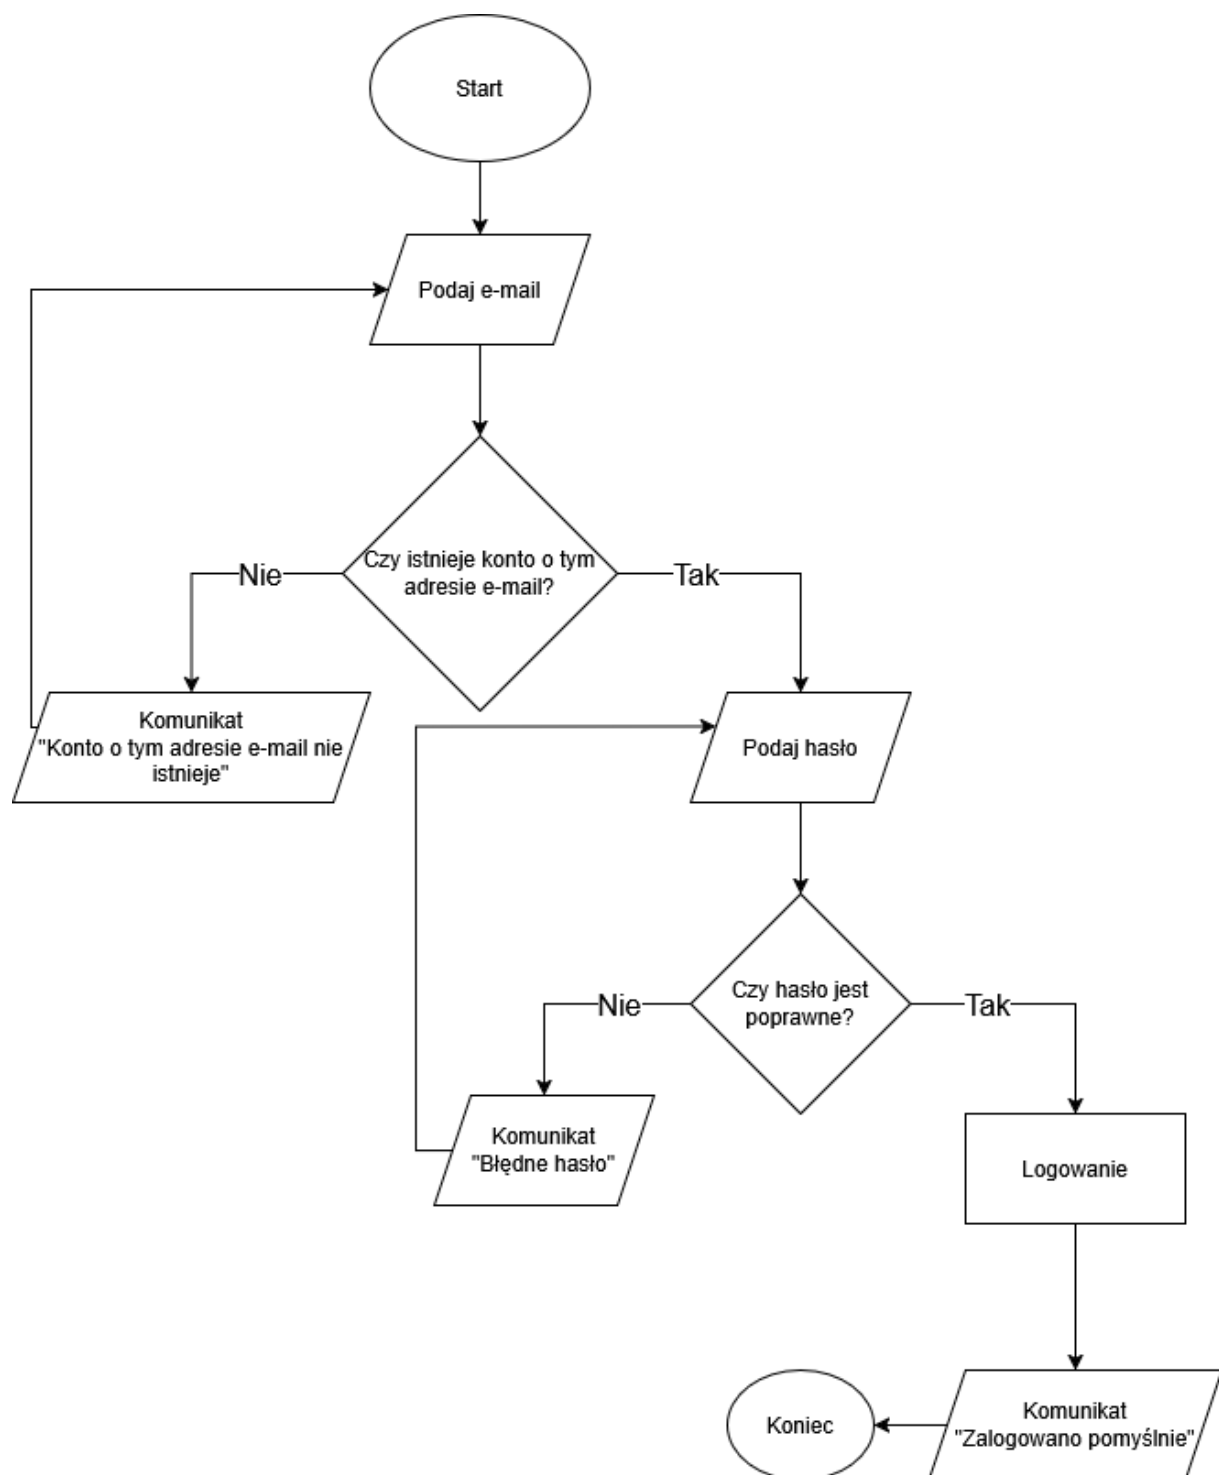 Start
Podaj e-mail
Czy istnieje konto o tym
adresie e-mail?
Nie
Tak
Komunikat
"Konto o tym adresie e-mail nie
istnieje"
Podaj hasło
Czy hasło jest
poprawne?
Nie
Tak
Komunikat
"Błędne hasło"
Logowanie
Komunikat
"Zalogowano pomyślnie"
Koniec